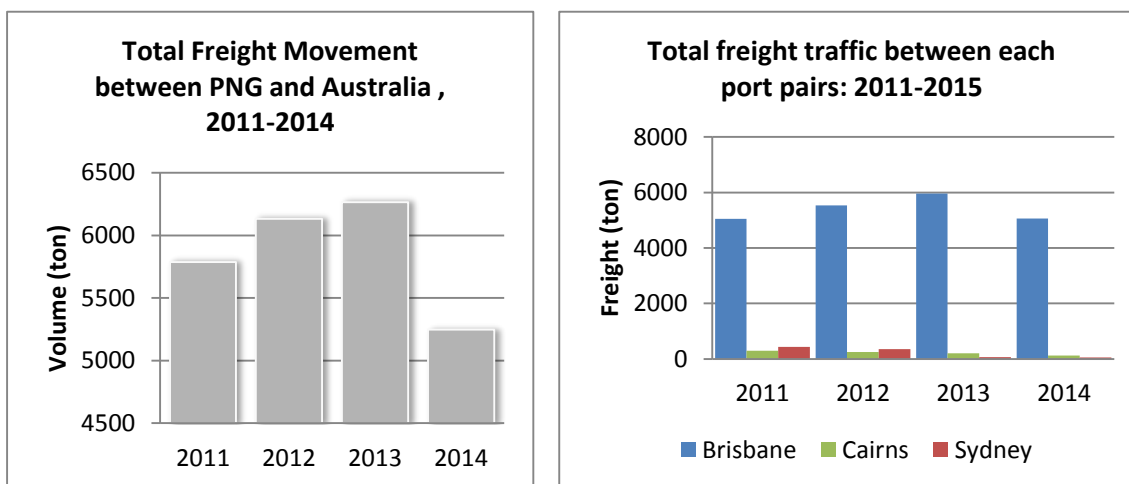 Total Freight Movement
between PNG and Australia ,
2011-2014
Volume (ton)
6500
6000
5500
5000
4500
2011 2012 2013 2014
Total freight traffic between each
port pairs: 2011-2015
Freight (ton)
8000
6000
4000
2000
0
2011 2012 2013 2014
Brisbane Cairns Sydney